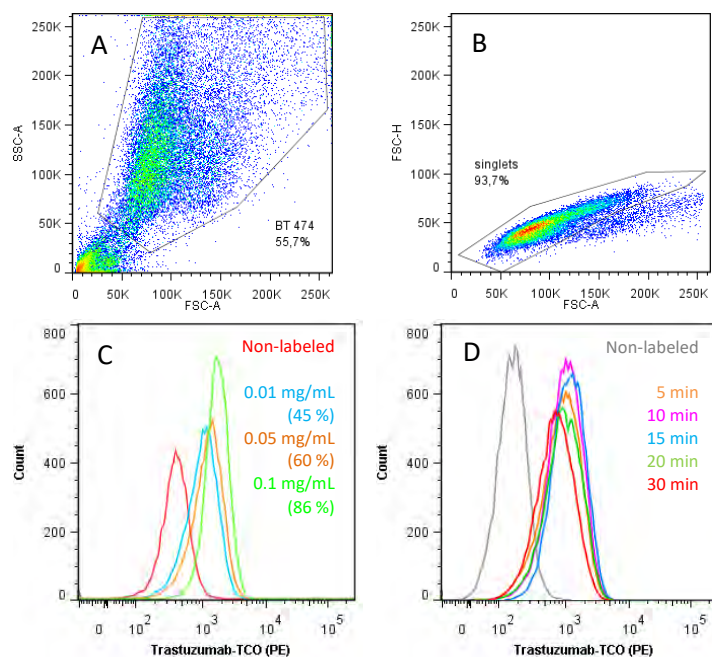 A
250K
200K
150K
100K
50K
0
SSC-A
BT 474
55,7%
0
50K
100K
150K
200K
250K
FSC-A
B
250K
200K
150K
100K
50K
0
FSC-H
singlets
93,7%
0
50K
100K
150K
200K
250K
FSC-A
C
800
600
400
200
0
Count
Non-labeled
0.01 mg/mL
(45 %)
0.05 mg/mL
(60 %)
0.1 mg/mL
(86 %)
0
10^2
10^3
10^4
10^5
Trastuzumab-TCO (PE)
D
800
600
400
200
0
Count
Non-labeled
5 min
10 min
15 min
20 min
30 min
0
10^2
10^3
10^4
10^5
Trastuzumab-TCO (PE)